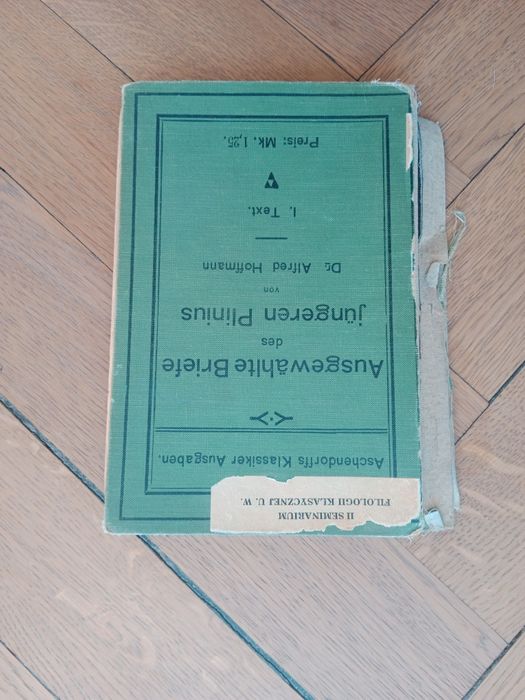 II SEMINARIUM
FILOLOGII KLASYCZNEJ U. W.
Aschendorffs Klassiker Ausgaben.
Ausgewählte Briefe
des
jüngeren Plinius
von
Dr. Alfred Hoffmann
I. Text.
Preis: Mk. 1,25.